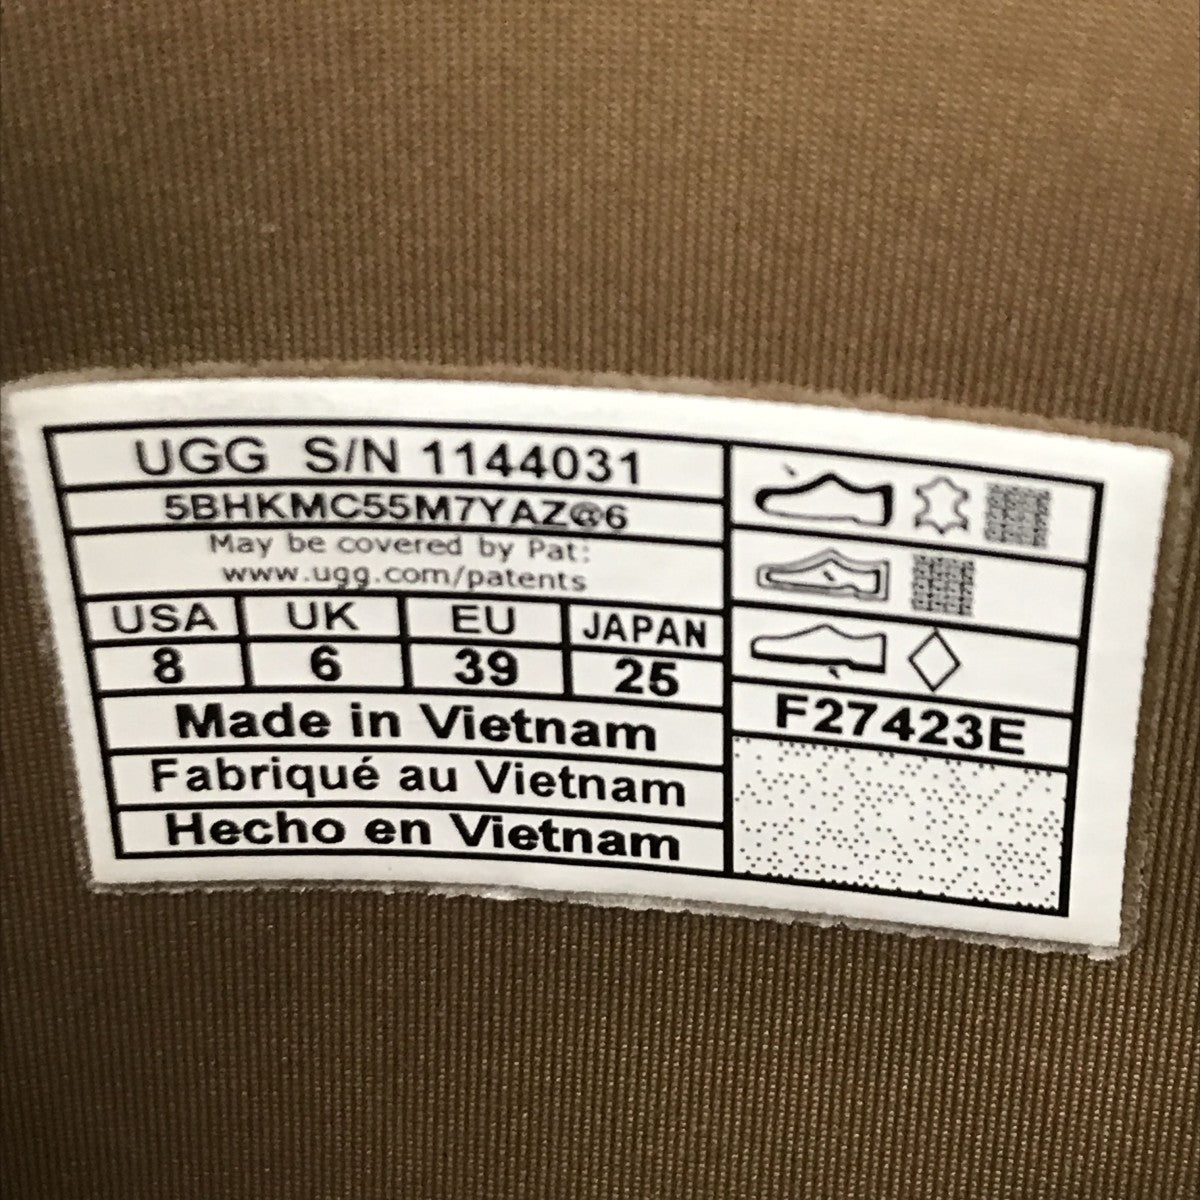 UGG S/N 1144031
5BHKMC55M7YAZ@6
May be covered by Pat:
www.ugg.com/patents
USA UK EU JAPAN
8 6 39 25
Made in Vietnam
Fabriqué au Vietnam
Hecho en Vietnam
F27423E